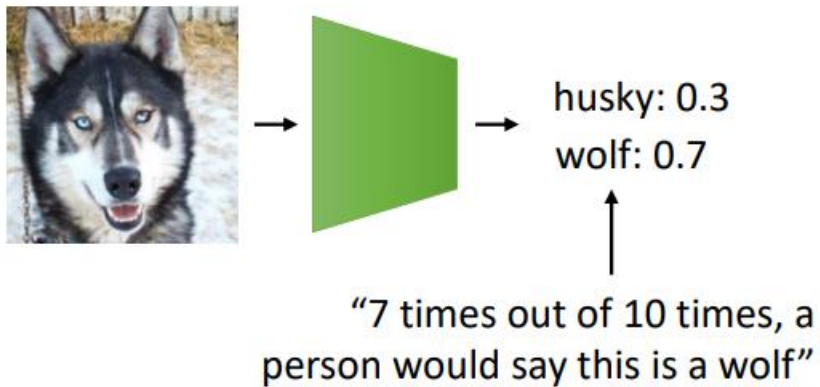 husky: 0.3
wolf: 0.7
“7 times out of 10 times, a
person would say this is a wolf”